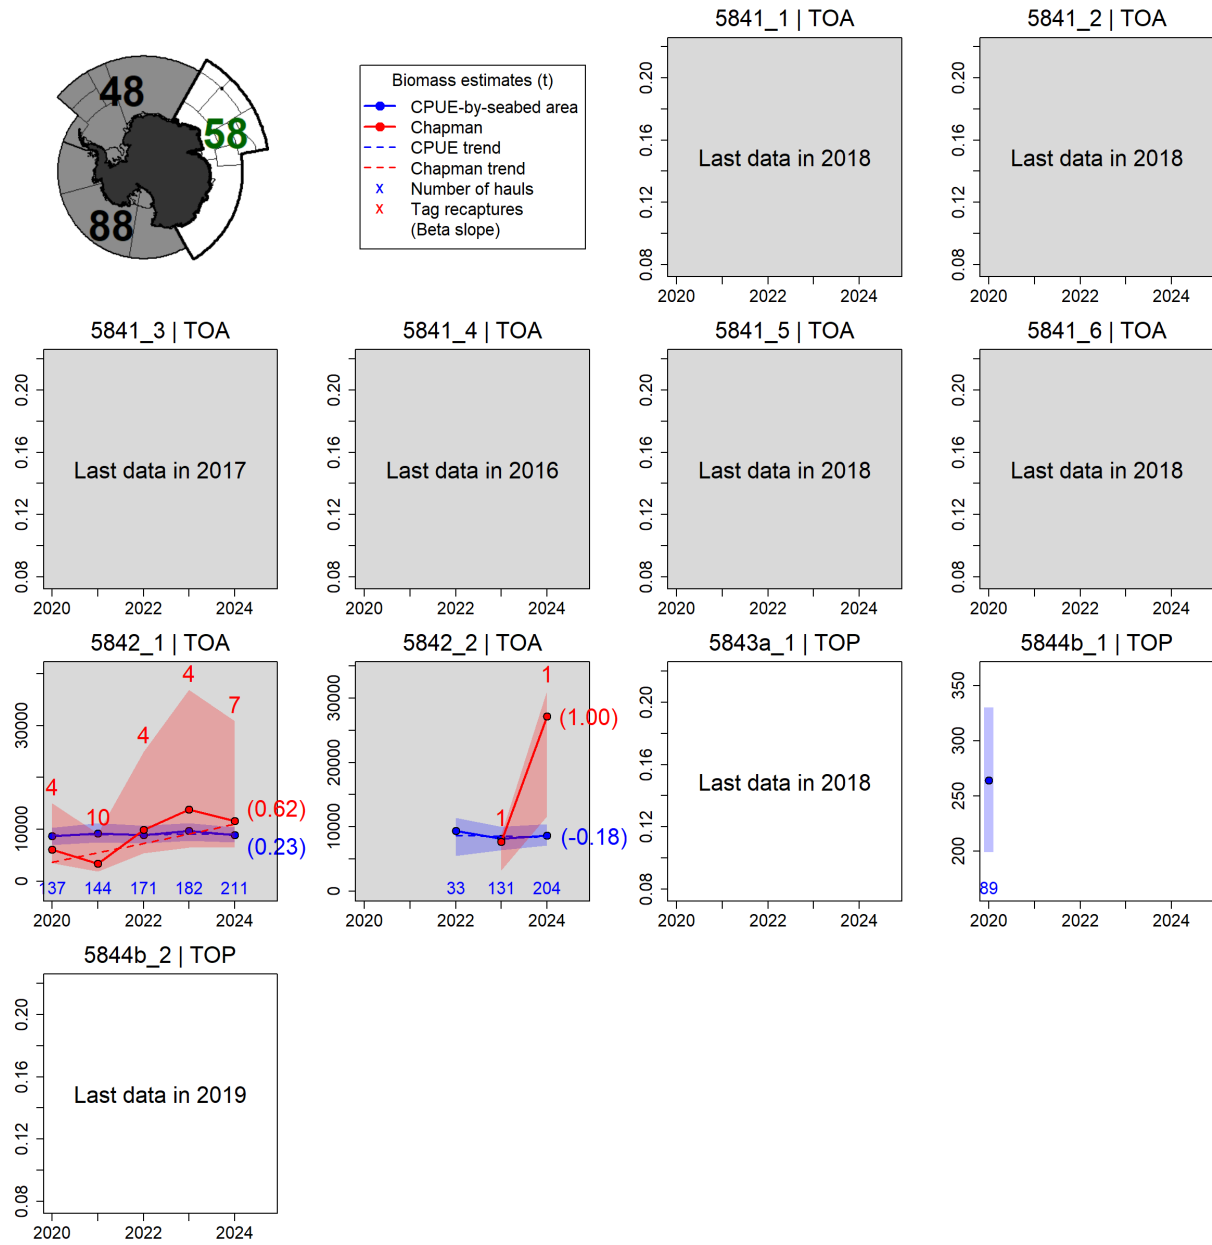 48
58
88
Biomass estimates (t)
CPUE-by-seabed area
Chapman
CPUE trend
Chapman trend
x Number of hauls
x Tag recaptures
(Beta slope)
5841_1 | TOA
0.20
0.16
0.12
0.08
Last data in 2018
2020 2022 2024
5841_2 | TOA
0.20
0.16
0.12
0.08
Last data in 2018
2020 2022 2024
5841_3 | TOA
0.20
0.16
0.12
0.08
Last data in 2017
2020 2022 2024
5841_4 | TOA
0.20
0.16
0.12
0.08
Last data in 2016
2020 2022 2024
5841_5 | TOA
0.20
0.16
0.12
0.08
Last data in 2018
2020 2022 2024
5841_6 | TOA
0.20
0.16
0.12
0.08
Last data in 2018
2020 2022 2024
5842_1 | TOA
30000
10000
0
4 10 4 4 7
(0.62)
(0.23)
137 144 171 182 211
2020 2022 2024
5842_2 | TOA
30000
20000
10000
0
1 1
(1.00)
(-0.18)
33 131 204
2020 2022 2024
5843a_1 | TOP
0.20
0.16
0.12
0.08
Last data in 2018
2020 2022 2024
5844b_1 | TOP
350
300
250
200
89
2020 2022 2024
5844b_2 | TOP
0.20
0.16
0.12
0.08
Last data in 2019
2020 2022 2024